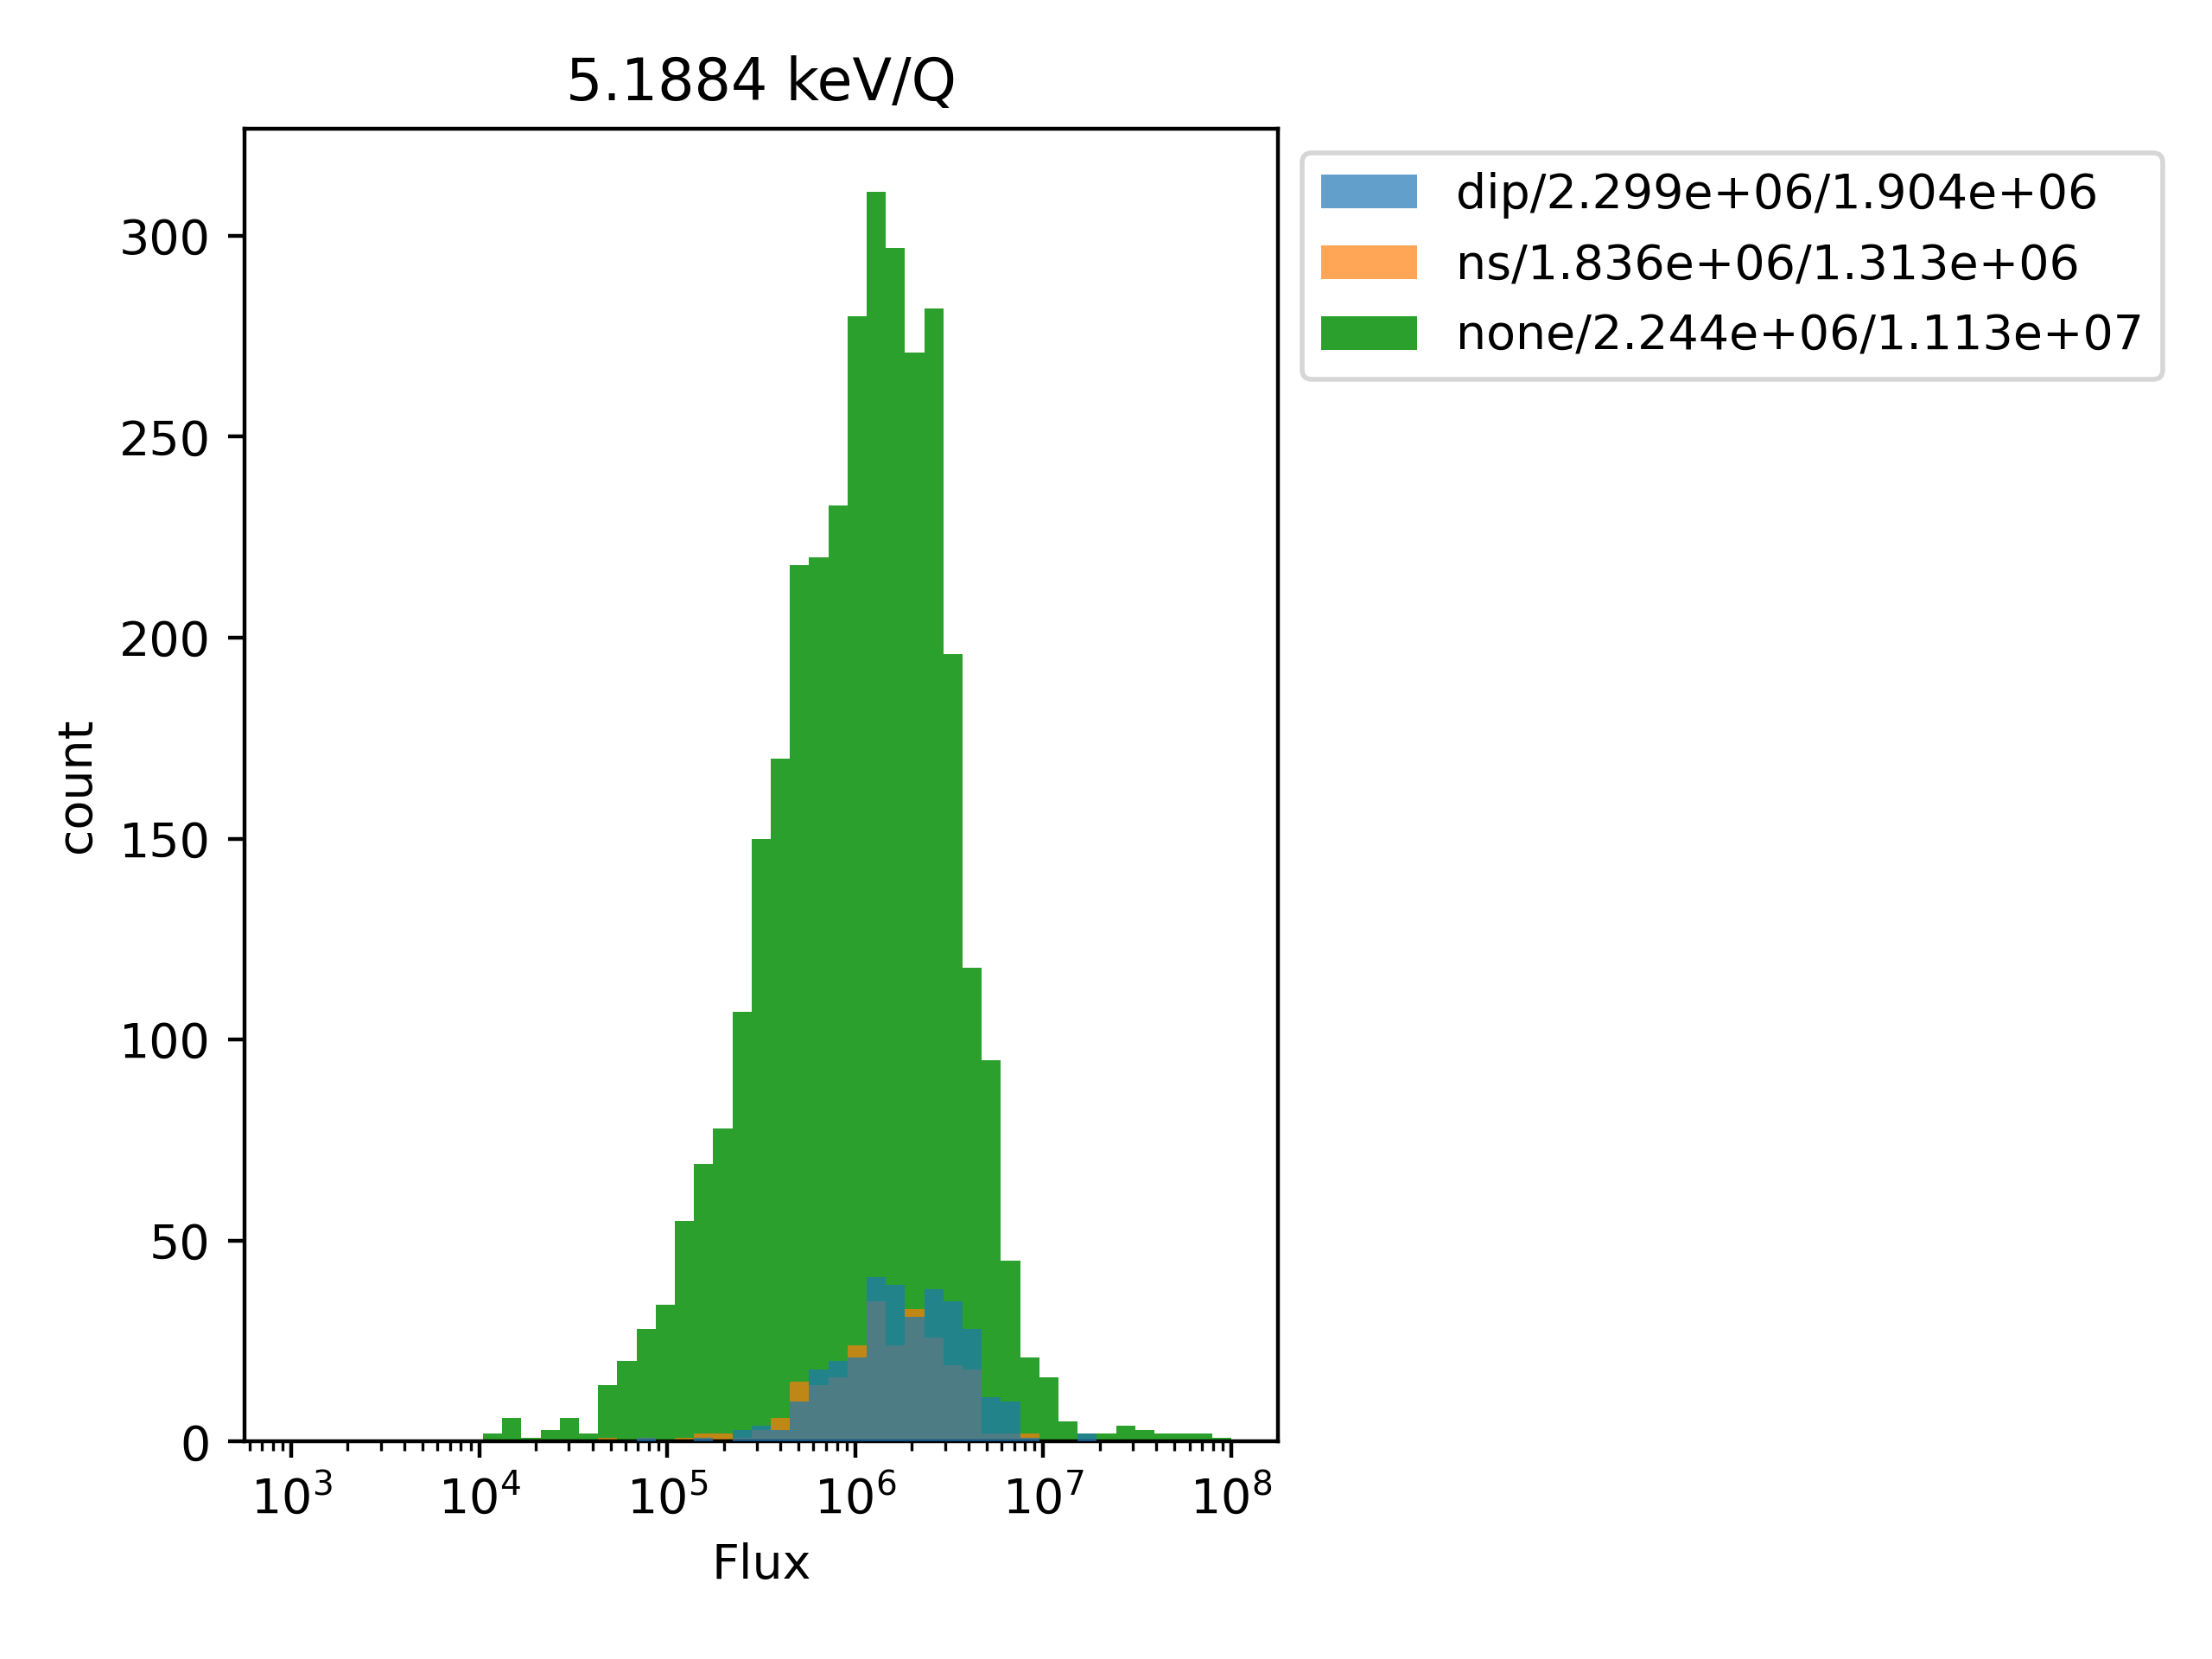 5.1884 keV/Q
dip/2.299e+06/1.904e+06
ns/1.836e+06/1.313e+06
none/2.244e+06/1.113e+07
300
250
200
150
100
50
0
count
10³ 10⁴ 10⁵ 10⁶ 10⁷ 10⁸
Flux